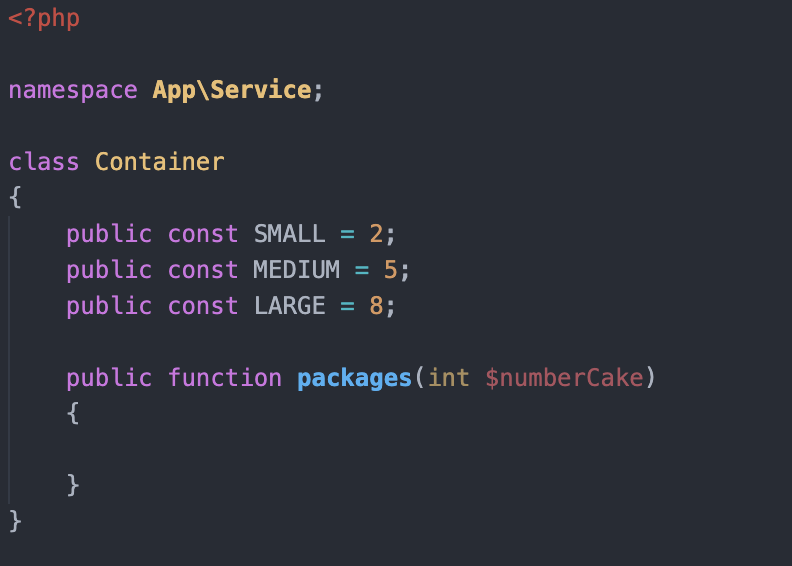 <?php
namespace App\Service;
class Container
{
    public const SMALL = 2;
    public const MEDIUM = 5;
    public const LARGE = 8;
    public function packages(int $numberCake)
    {
    }
}